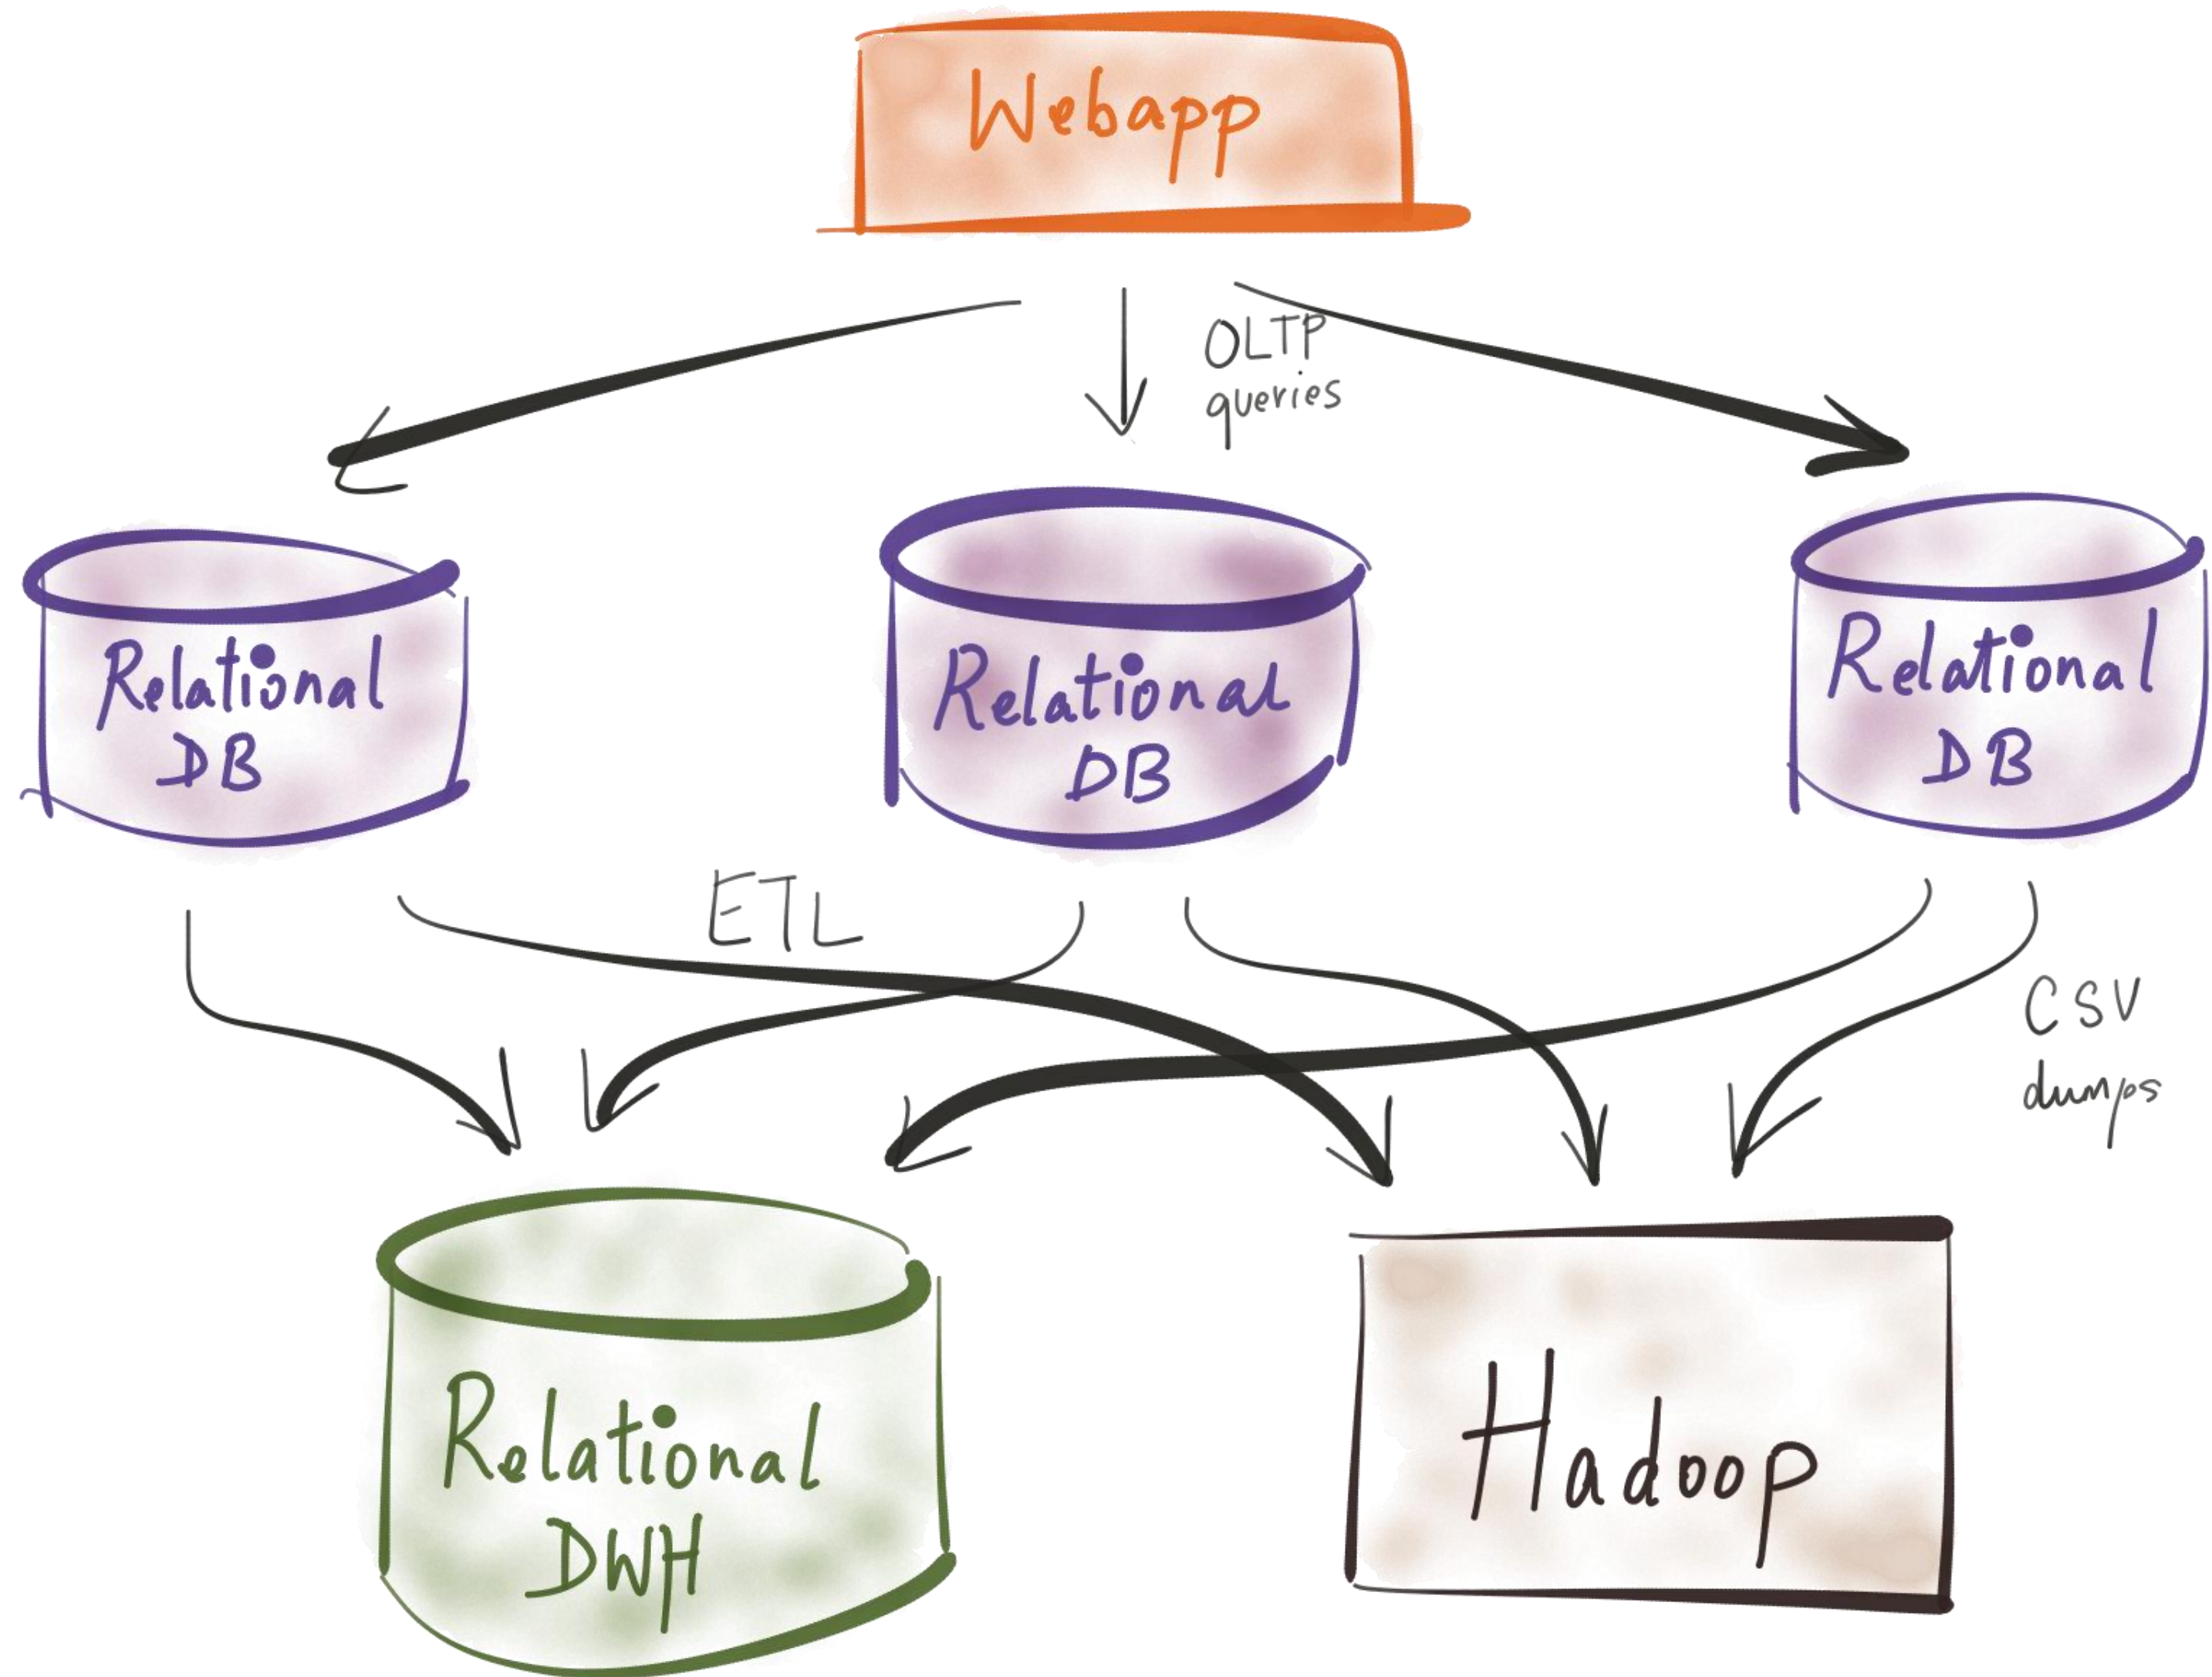 Webapp
OLTP
queries
Relational
DB
Relational
DB
Relational
DB
ETL
CSV
dumps
Relational
DWH
Hadoop